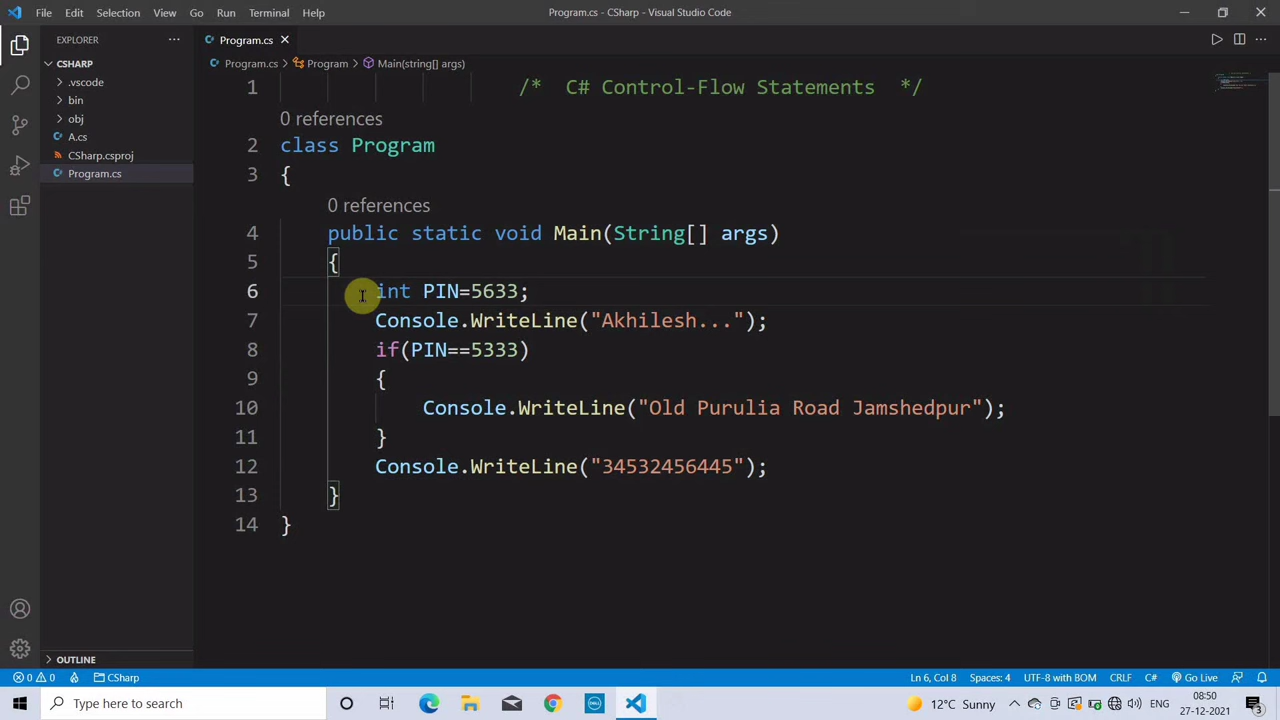 File Edit Selection View Go Run Terminal Help
Program.cs - CSharp - Visual Studio Code
EXPLORER
Program.cs
CSHARP
.vscode
bin
obj
A.cs
CSharp.csproj
Program.cs
OUTLINE
Program.cs > Program > Main(string[] args)
1 /* C# Control-Flow Statements */
0 references
2 class Program
3 {
0 references
4 public static void Main(String[] args)
5 {
6 int PIN=5633;
7 Console.WriteLine("Akhilesh...");
8 if(PIN==5333)
9 {
10 Console.WriteLine("Old Purulia Road Jamshedpur");
11 }
12 Console.WriteLine("34532456445");
13 }
14 }
0 0 CSharp
Ln 6, Col 8 Spaces: 4 UTF-8 with BOM CRLF C# Go Live
Type here to search
12°C Sunny
ENG
08:50
27-12-2021
3